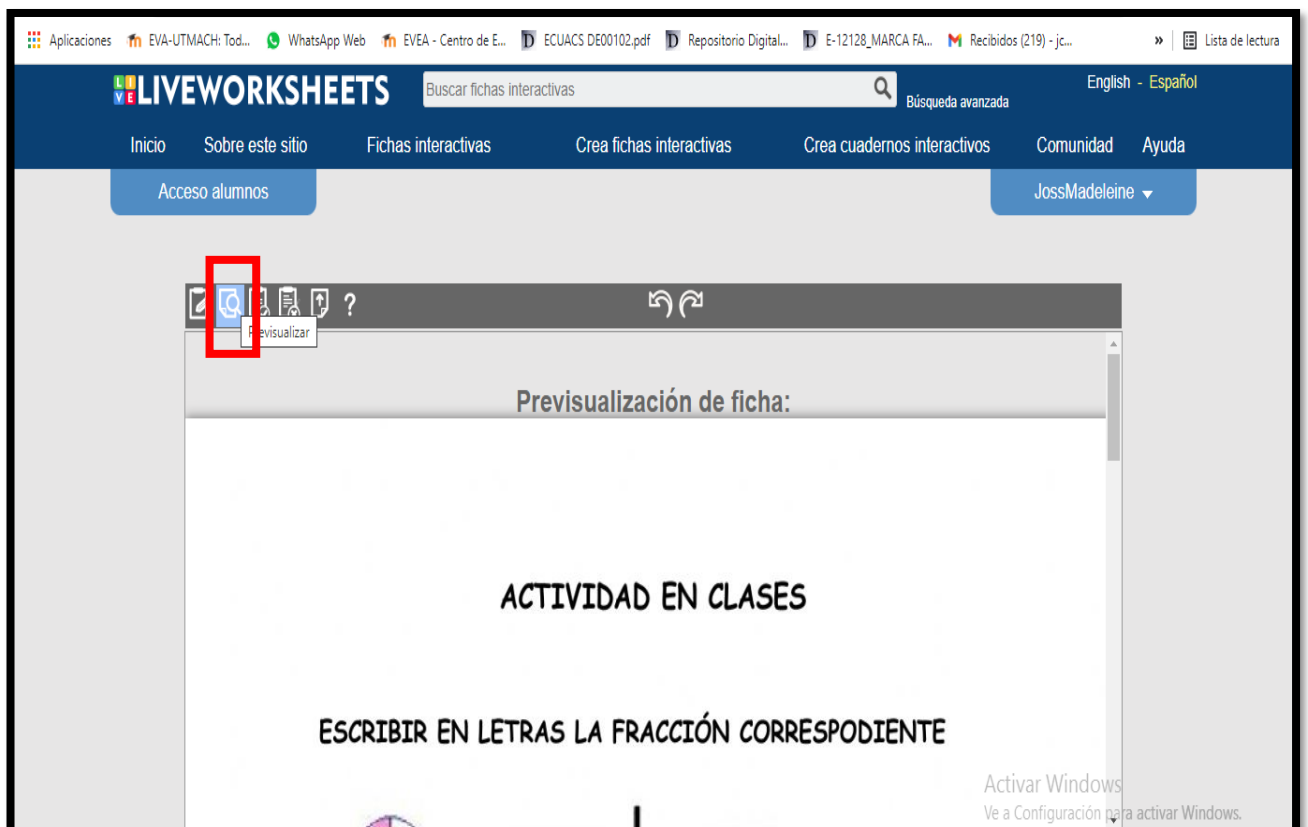 Aplicaciones EVA-UTMACH: Tod... WhatsApp Web EVEA - Centro de E... ECUACS DE00102.pdf Repositorio Digital... E-12128_MARCA FA... Recibidos (219) - jc... » Lista de lectura
LIVE LIVEWORKSHEETS Buscar fichas interactivas Búsqueda avanzada English - Español
Inicio Sobre este sitio Fichas interactivas Crea fichas interactivas Crea cuadernos interactivos Comunidad Ayuda
Acceso alumnos JossMadeleine
?
Previsualizar
Previsualización de ficha:
ACTIVIDAD EN CLASES
ESCRIBIR EN LETRAS LA FRACCIÓN CORRESPODIENTE
Activar Windows
Ve a Configuración para activar Windows.